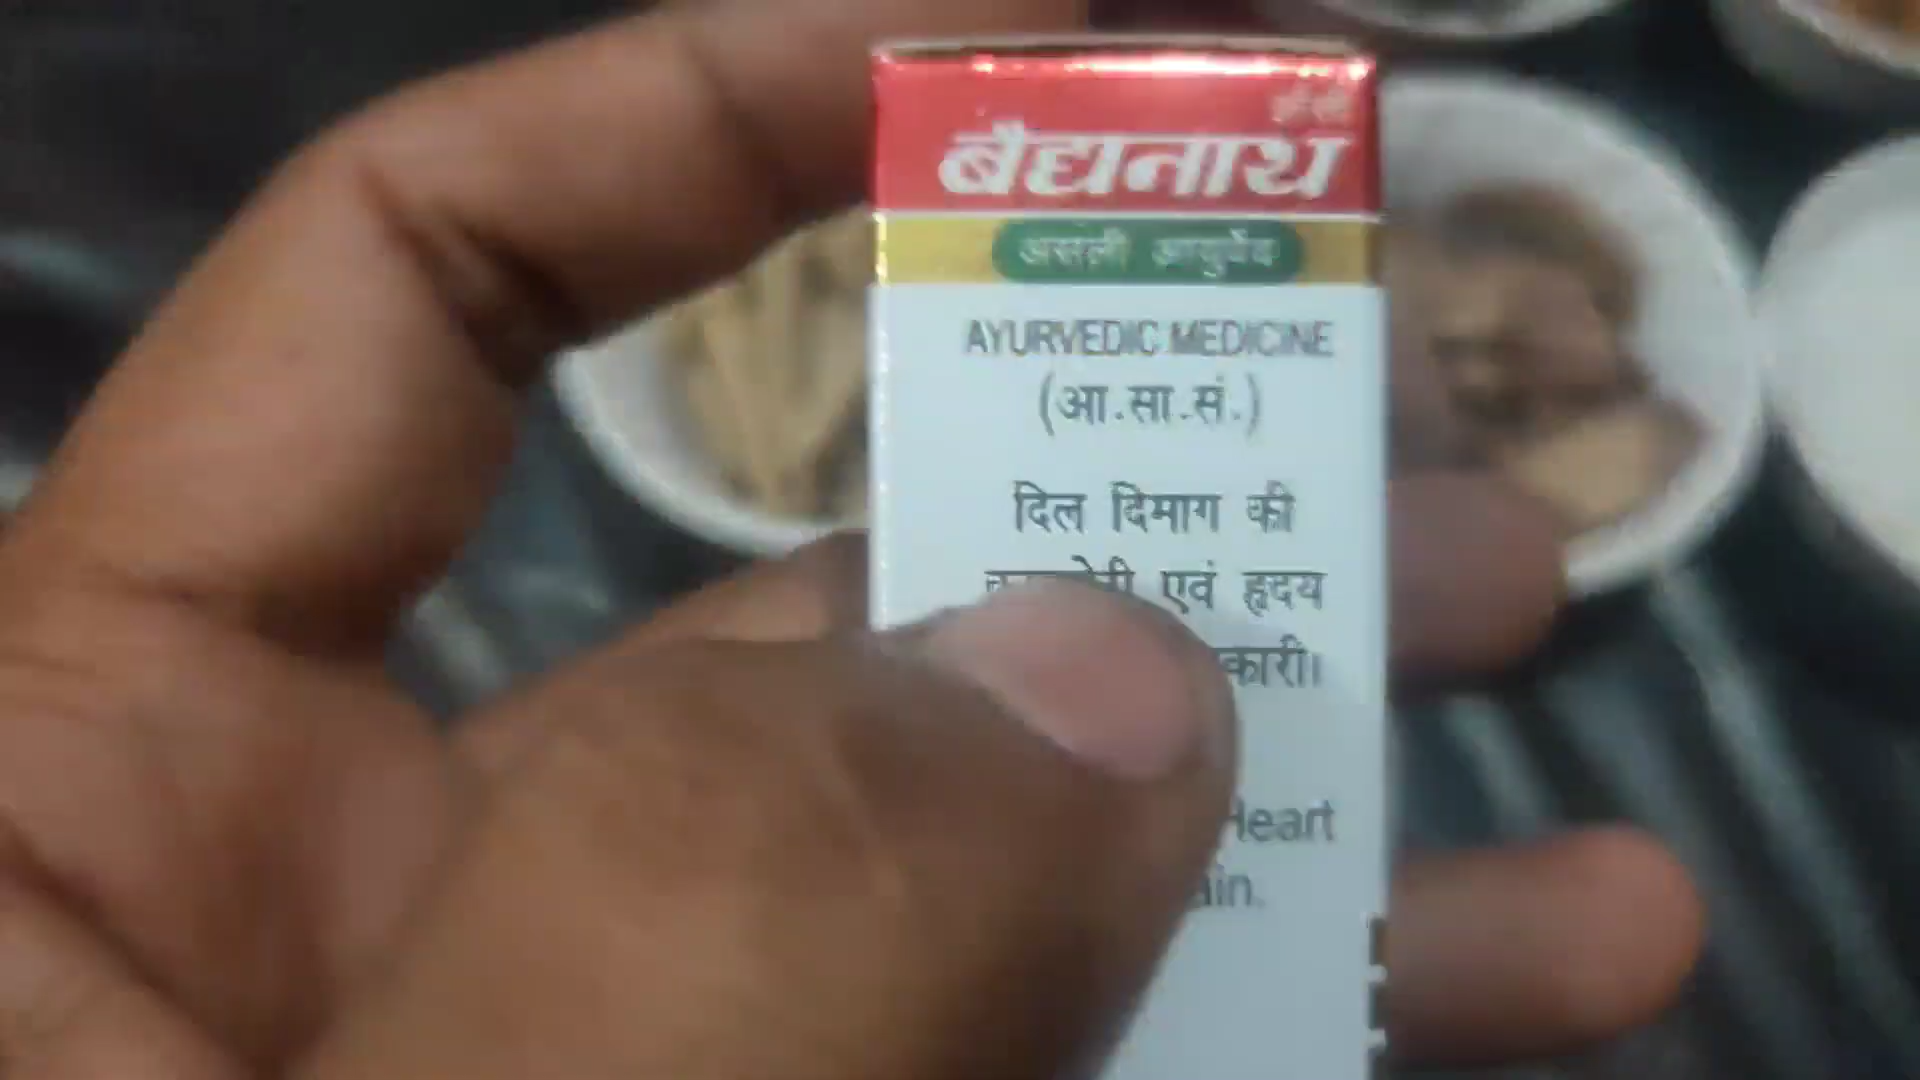 बैद्यनाथ
असली आयुर्वेद
AYURVEDIC MEDICINE
(आ.सा.सं.)
दिल दिमाग की
एवं हृदय
Heart